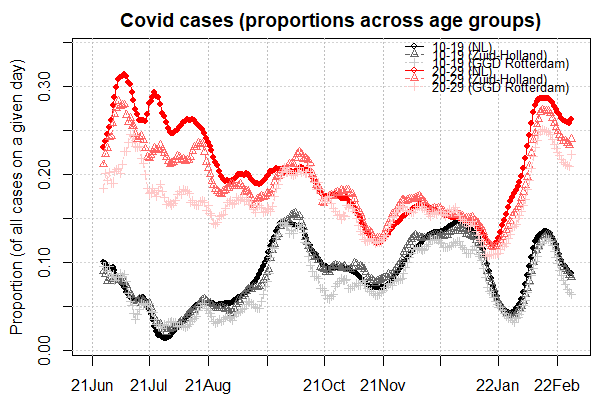 Covid cases (proportions across age groups)
10-19 (NL)
10-19 (Zuid-Holland)
10-19 (GGD Rotterdam)
20-29 (NL)
20-29 (Zuid-Holland)
20-29 (GGD Rotterdam)
Proportion (of all cases on a given day)
0.30
0.20
0.10
0.00
21Jun 21Jul 21Aug 21Oct 21Nov 22Jan 22Feb